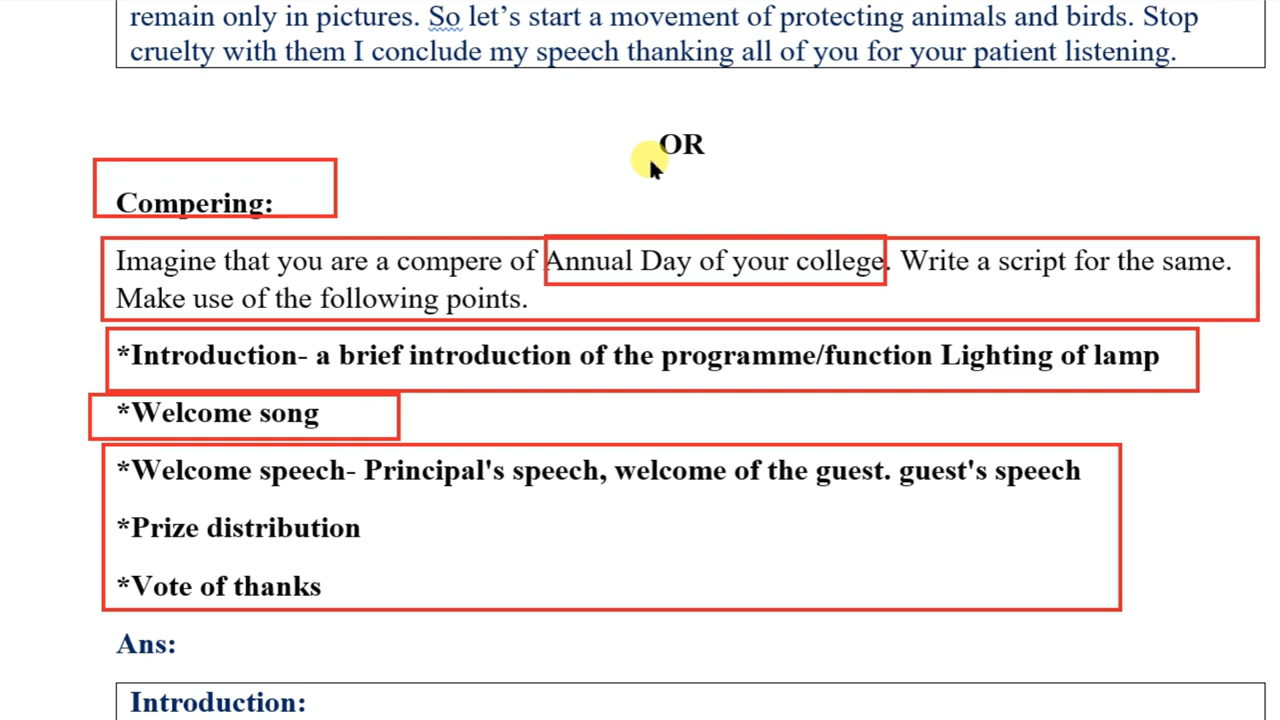 remain only in pictures. So let’s start a movement of protecting animals and birds. Stop
cruelty with them I conclude my speech thanking all of you for your patient listening.
OR
Compering:
Imagine that you are a compere of Annual Day of your college. Write a script for the same.
Make use of the following points.
*Introduction- a brief introduction of the programme/function Lighting of lamp
*Welcome song
*Welcome speech- Principal's speech, welcome of the guest. guest's speech
*Prize distribution
*Vote of thanks
Ans:
Introduction: